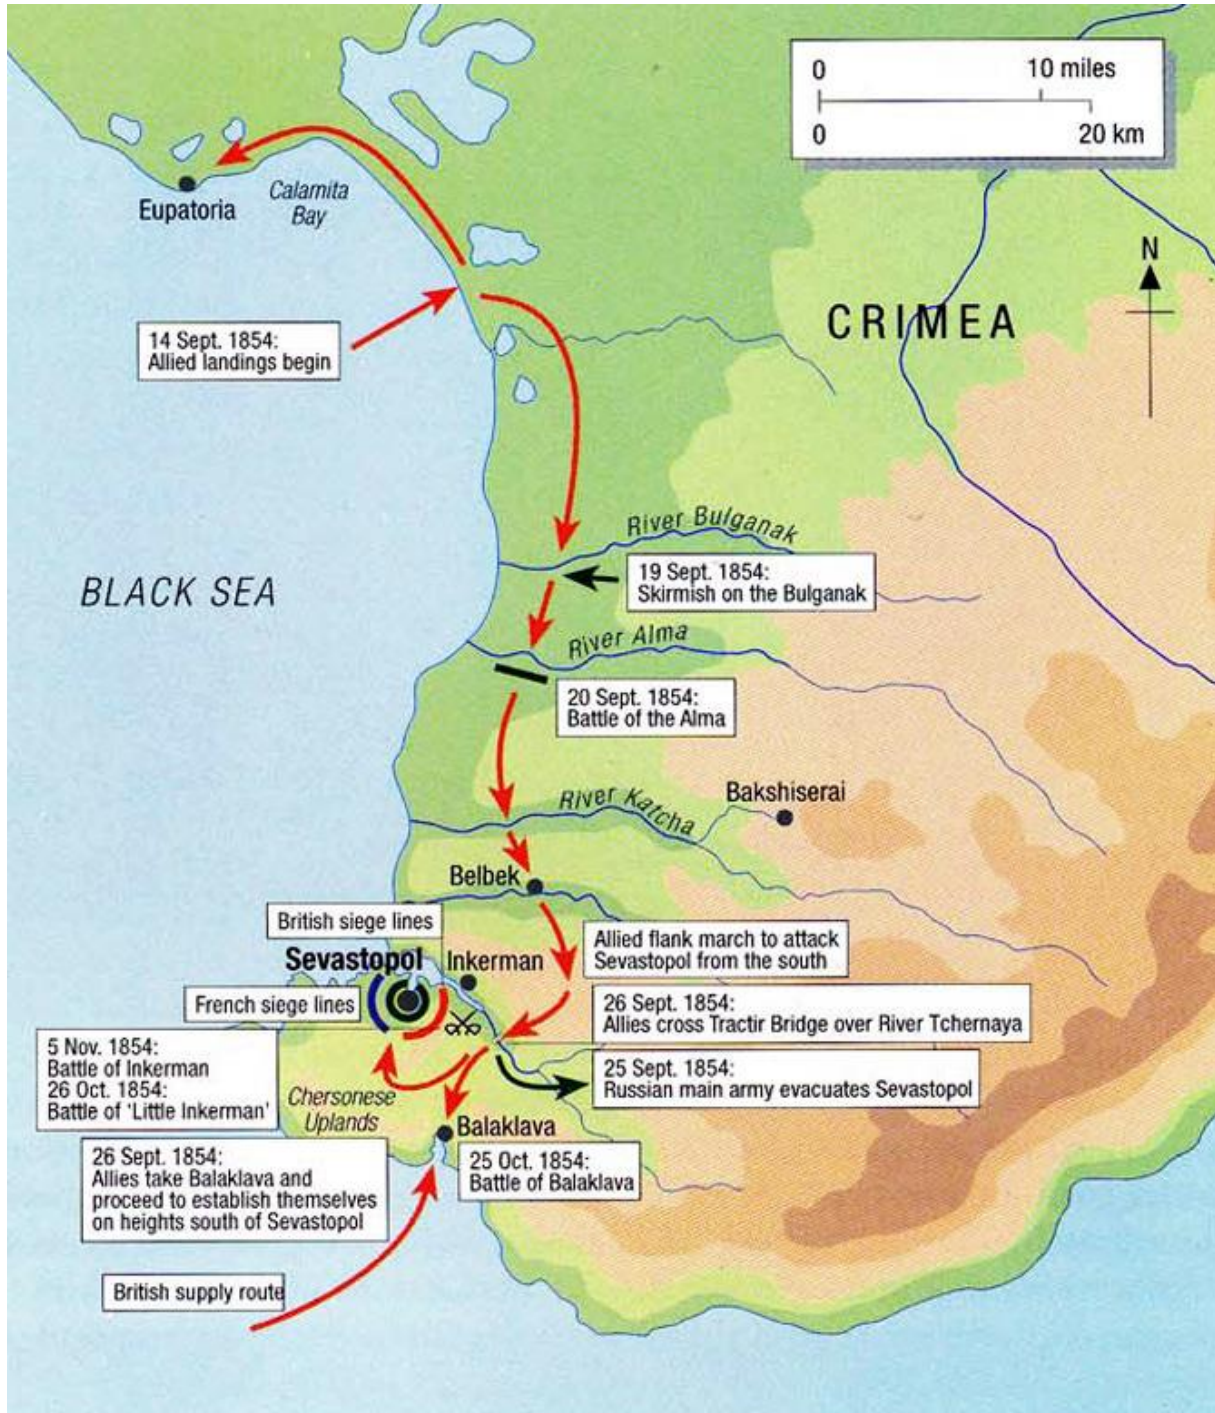 0
10 miles
0
20 km
N
Eupatoria
Calamita
Bay
CRIMEA
14 Sept. 1854:
Allied landings begin
River Bulganak
19 Sept. 1854:
Skirmish on the Bulganak
BLACK SEA
River Alma
20 Sept. 1854:
Battle of the Alma
River Katcha
Bakshiserai
Belbek
British siege lines
Allied flank march to attack
Sevastopol from the south
Sevastopol
Inkerman
French siege lines
26 Sept. 1854:
Allies cross Tractir Bridge over River Tchernaya
5 Nov. 1854:
Battle of Inkerman
26 Oct. 1854:
Battle of 'Little Inkerman'
25 Sept. 1854:
Russian main army evacuates Sevastopol
Chersonese
Uplands
Balaklava
26 Sept. 1854:
Allies take Balaklava and
proceed to establish themselves
on heights south of Sevastopol
25 Oct. 1854:
Battle of Balaklava
British supply route